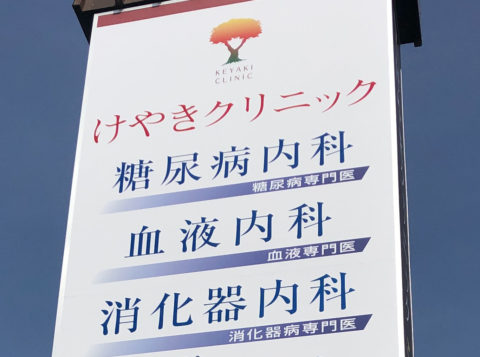 KEYAKI
CLINIC
けやきクリニック
糖尿病内科
糖尿病専門医
血液内科
血液専門医
消化器内科
消化器病専門医